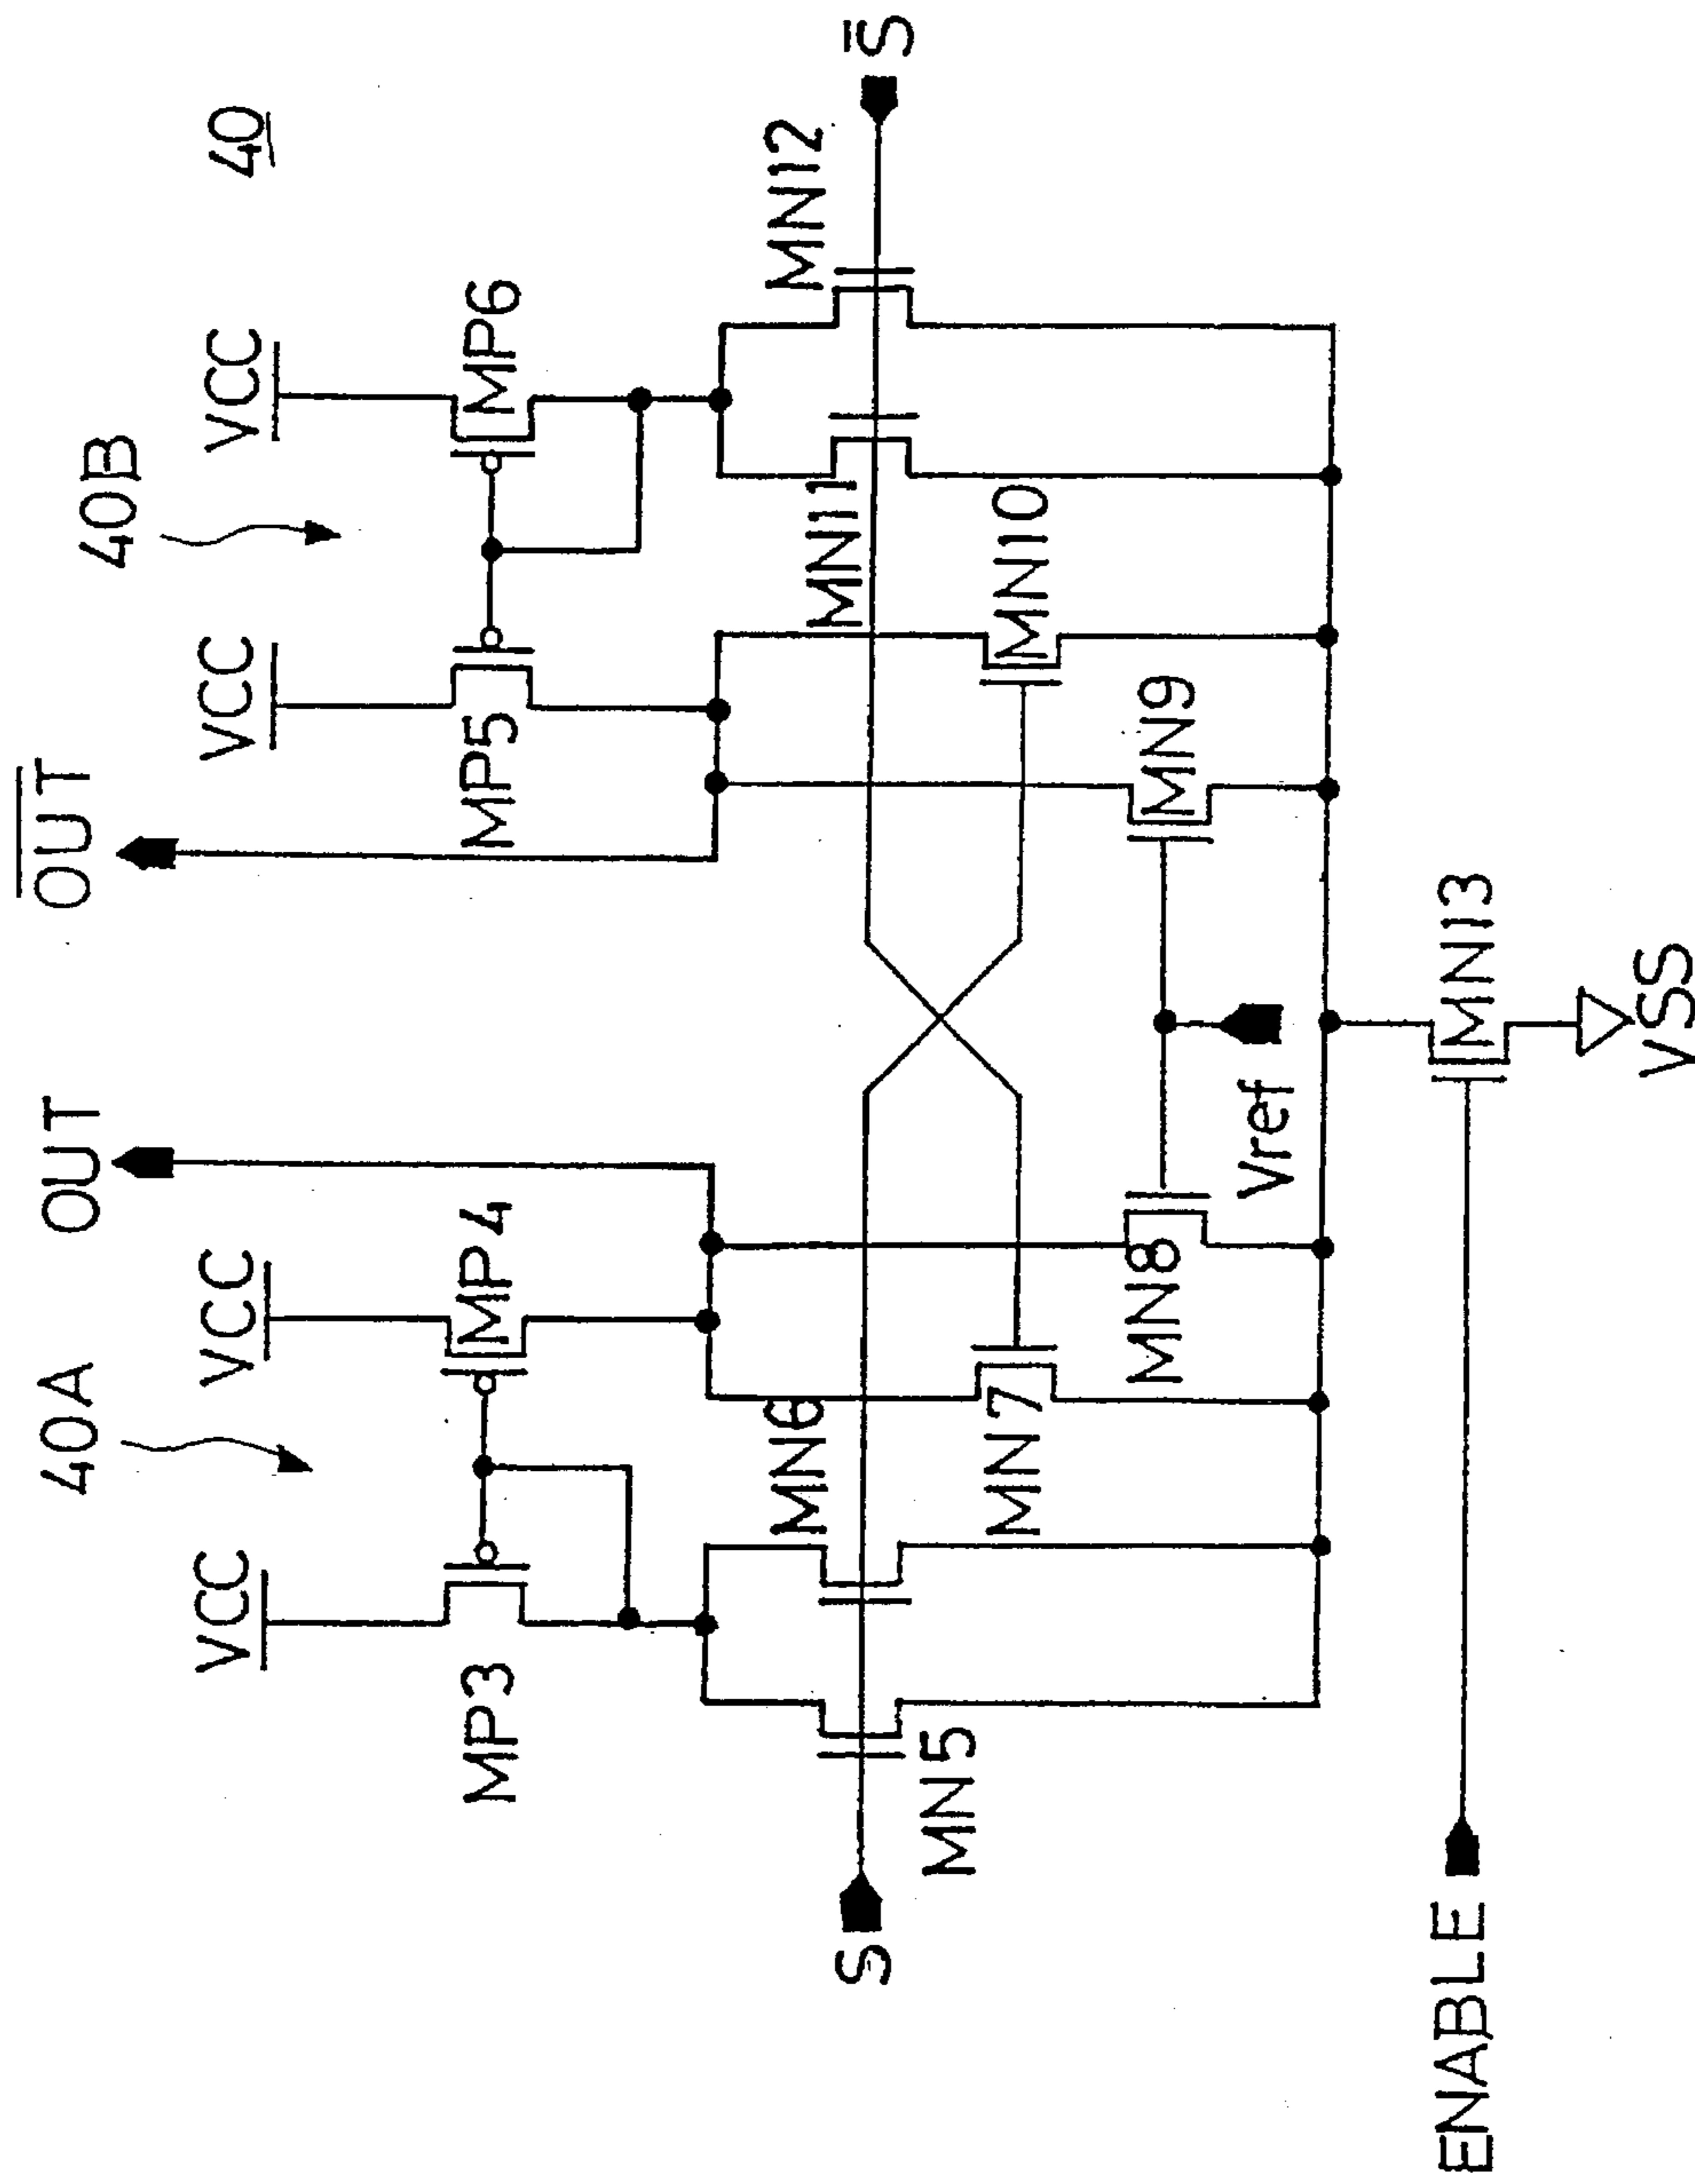 40
40A
OUT
O̅U̅T̅
40B
VCC
VCC
VCC
VCC
MP3
MP4
MP5
MP6
S
MN5
MN6
MN11
MN12
S̅
MN7
MN10
MN8
MN9
Vref
ENABLE
MN13
VSS